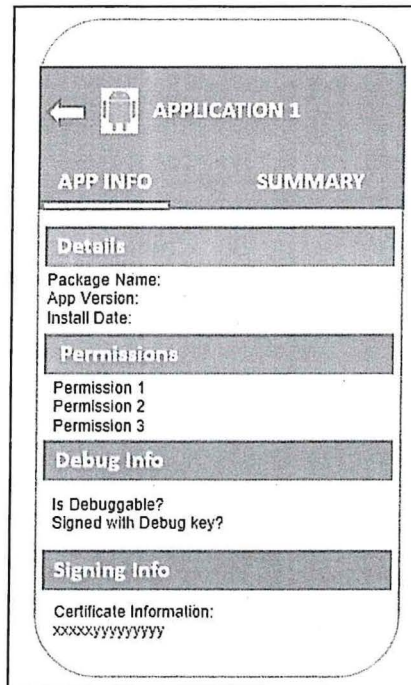 APPLICATION 1
APP INFO SUMMARY
Details
Package Name:
App Version:
Install Date:
Permissions
Permission 1
Permission 2
Permission 3
Debug Info
Is Debuggable?
Signed with Debug key?
Signing Info
Certificate Information:
xxxxxyyyyyyyyy